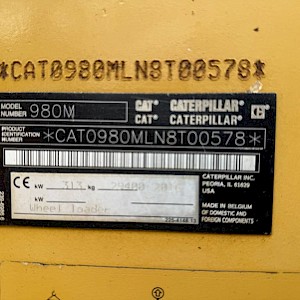 *CAT0980MLN8T00578*
MODEL NUMBER 980M CAT® CATERPILLAR®
CAT® CATERPILLAR®
PRODUCT IDENTIFICATION NUMBER *CAT0980MLN8T00578*
CE
kW 313 kg
kW
Wheel loader
CATERPILLAR INC.
PEORIA, IL 61629
USA
MADE IN BELGIUM
OF DOMESTIC AND
FOREIGN COMPONENTS